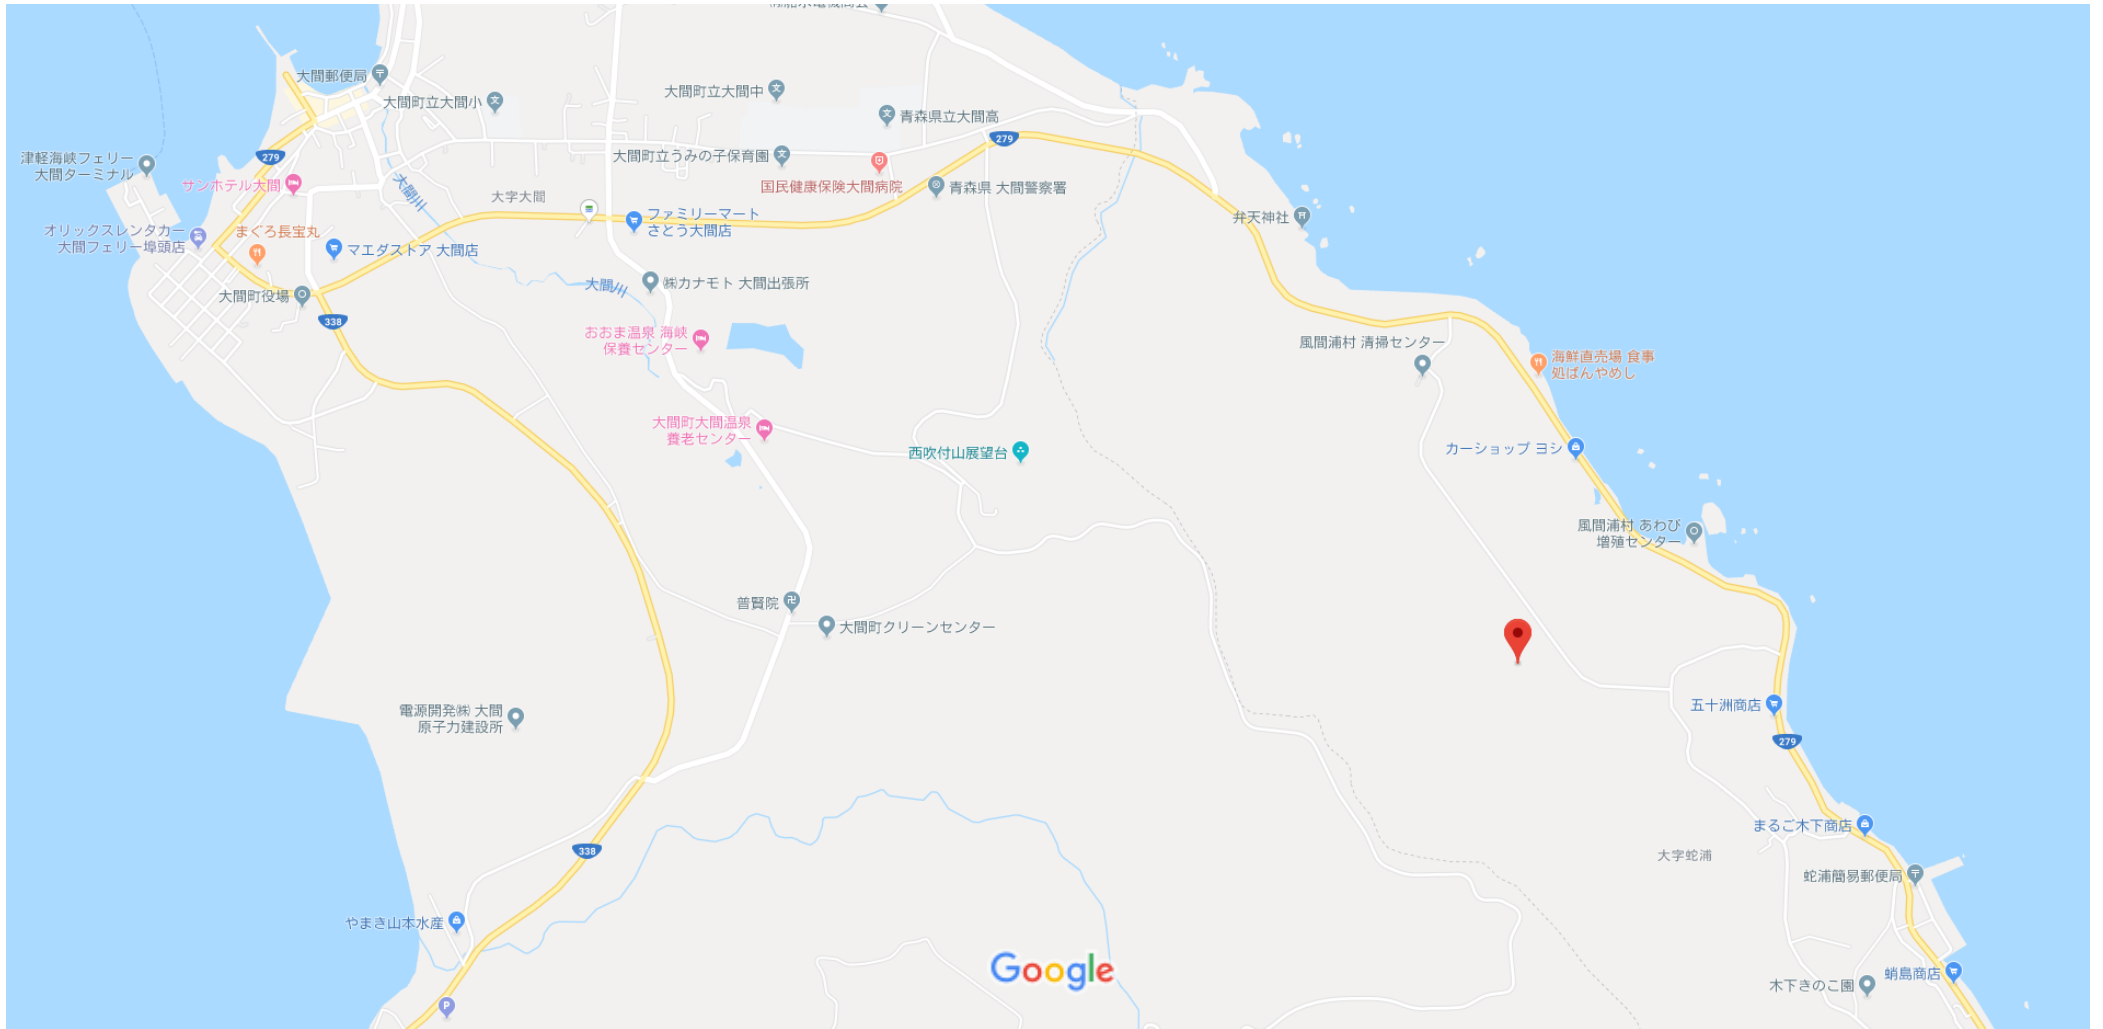 大間郵便局
大間町立大間小
大間町立大間中
青森県立大間高
279
279
津軽海峡フェリー
大間ターミナル
大間町立うみの子保育園
国民健康保険大間病院
青森県 大間警察署
サンホテル大間
大間川
大字大間
ファミリーマート
さとう大間店
弁天神社
オリックスレンタカー
大間フェリー埠頭店
まぐろ長宝丸
マエダストア 大間店
大間町役場
338
大間川
㈱カナモト 大間出張所
おおま温泉 海峡
保養センター
風間浦村 清掃センター
海鮮直売場 食事
処ばんやめし
大間町大間温泉
養老センター
西吹付山展望台
カーショップ ヨシ
風間浦村 あわび
増殖センター
普賢院
大間町クリーンセンター
電源開発㈱ 大間
原子力建設所
五十洲商店
279
338
まるご木下商店
大字蛇浦
蛇浦簡易郵便局
やまき山本水産
Google
P
蛸島商店
木下きのこ園